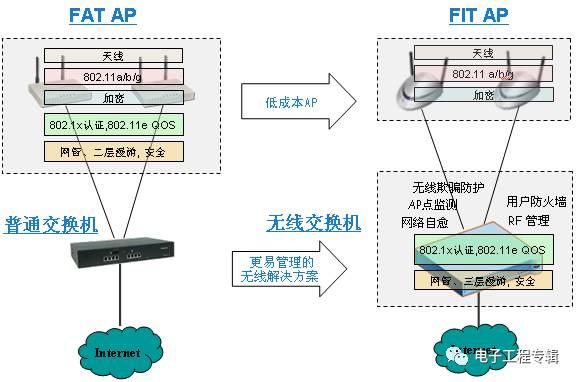 FAT AP
天线
802.11a/b/g
加密
802.1x认证,802.11e QOS
网管、二层漫游, 安全
普通交换机
Internet
低成本AP
更易管理的
无线解决方案
FIT AP
天线
802.11 a/b/g
加密
无线欺骗防护
AP点监测
网络自愈
用户防火墙
RF 管理
无线交换机
802.1x认证,802.11e QOS
网管、三层漫游, 安全
Internet
电子工程专辑